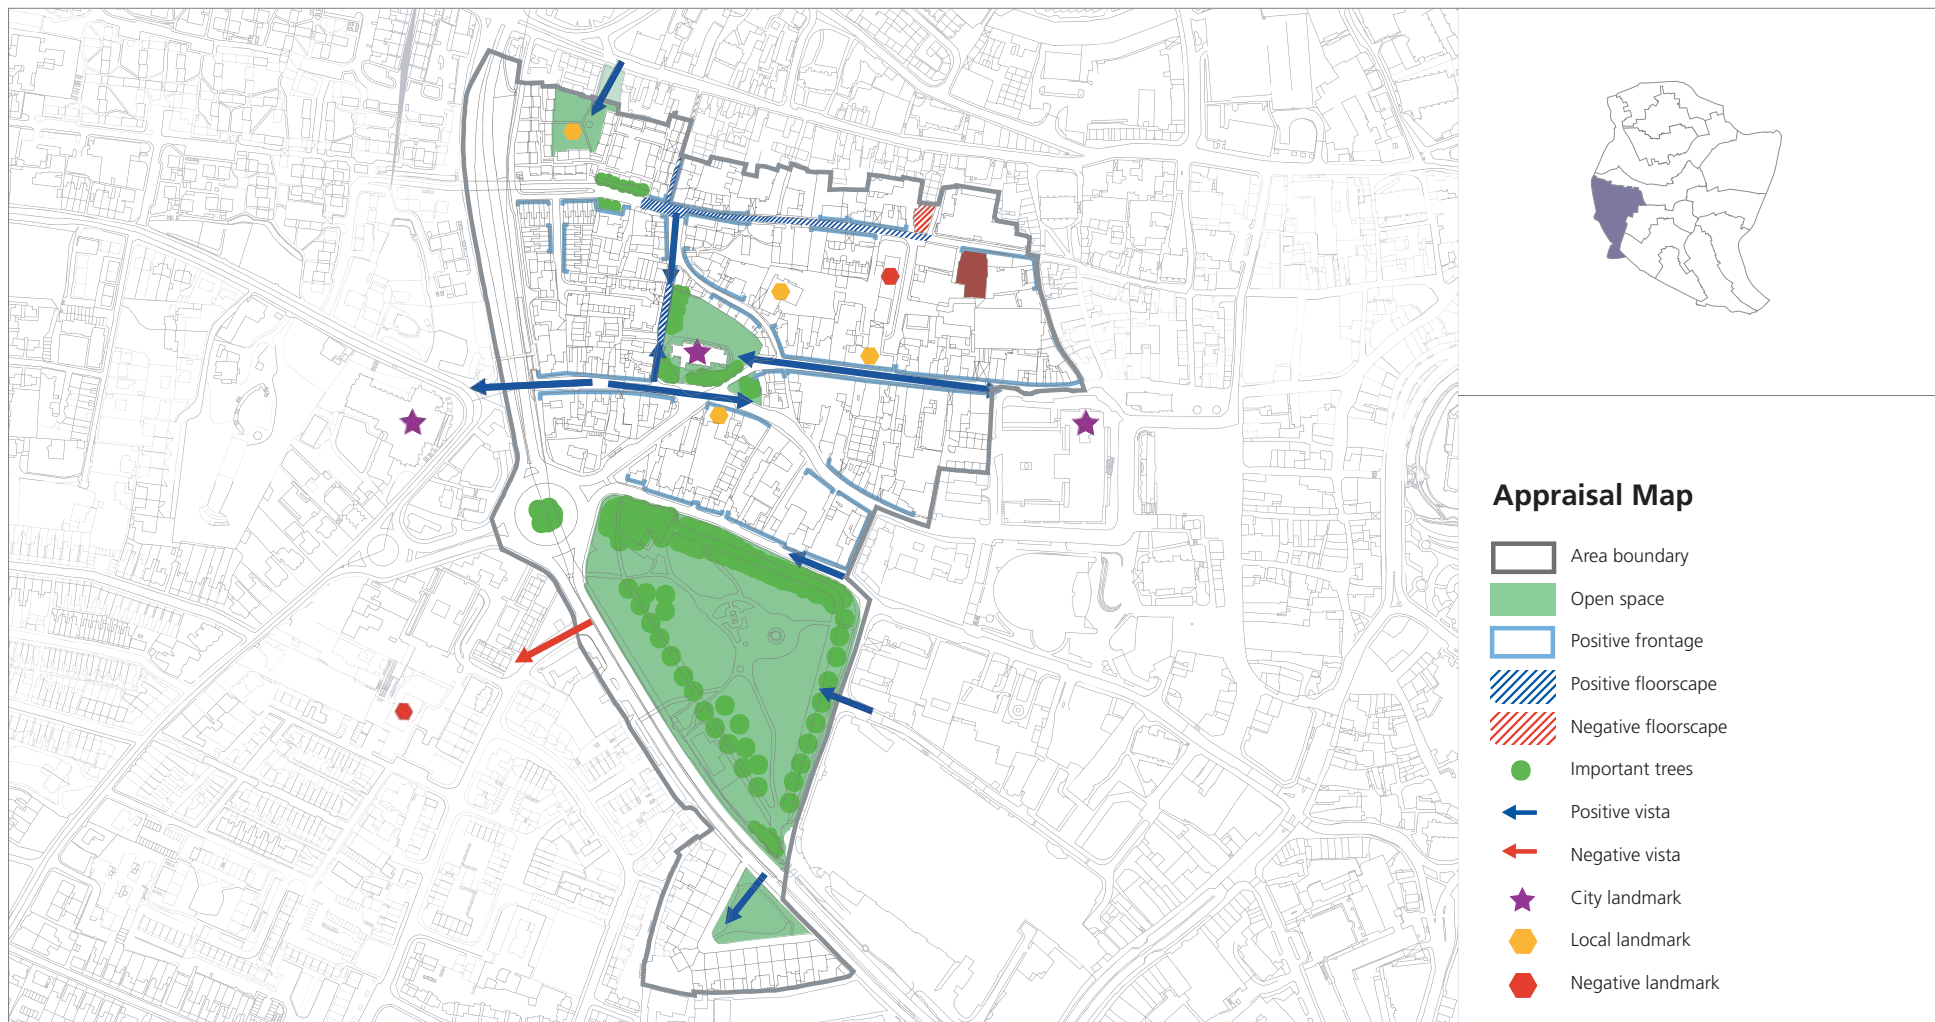 Appraisal Map
Area boundary
Open space
Positive frontage
Positive floorscape
Negative floorscape
Important trees
Positive vista
Negative vista
City landmark
Local landmark
Negative landmark